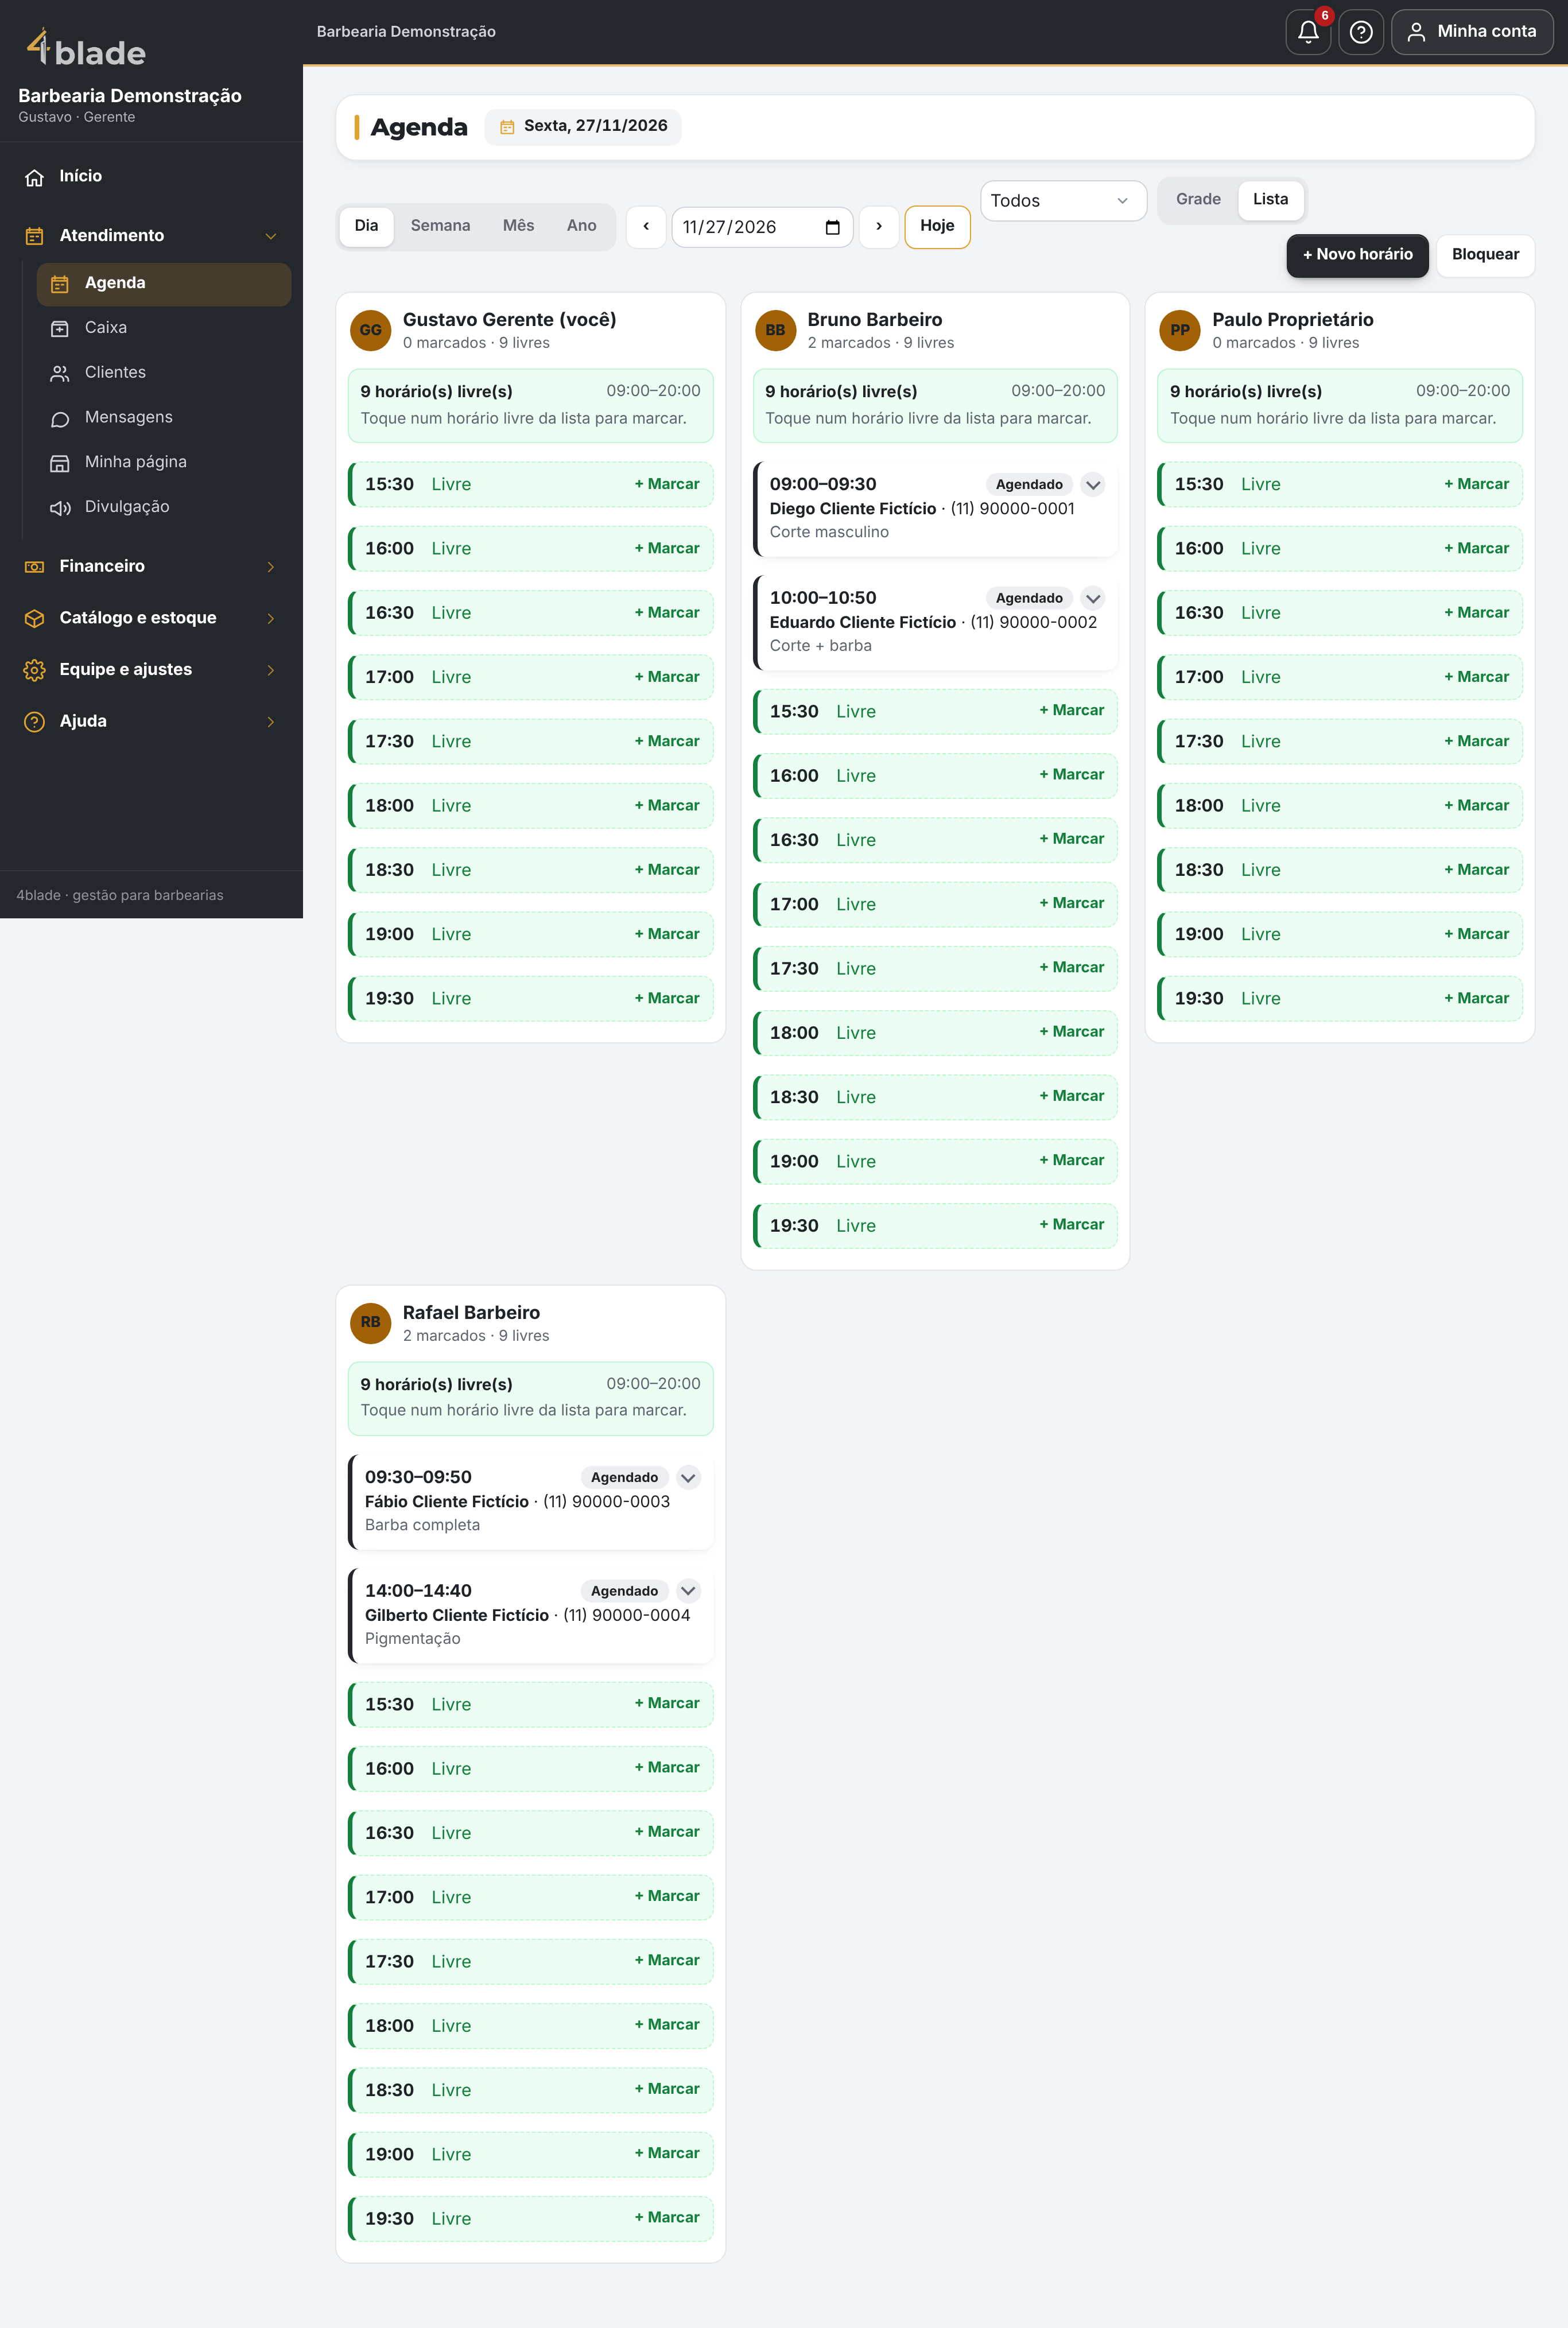 4blade
Barbearia Demonstração
Gustavo · Gerente
Início
Atendimento
Agenda
Caixa
Clientes
Mensagens
Minha página
Divulgação
Financeiro
Catálogo e estoque
Equipe e ajustes
Ajuda
4blade · gestão para barbearias
Barbearia Demonstração
6
Minha conta
Agenda
Sexta, 27/11/2026
Dia Semana Mês Ano
‹ 11/27/2026 › Hoje
Todos
Grade Lista
+ Novo horário Bloquear
GG
Gustavo Gerente (você)
0 marcados · 9 livres
9 horário(s) livre(s) 09:00–20:00
Toque num horário livre da lista para marcar.
15:30 Livre + Marcar
16:00 Livre + Marcar
16:30 Livre + Marcar
17:00 Livre + Marcar
17:30 Livre + Marcar
18:00 Livre + Marcar
18:30 Livre + Marcar
19:00 Livre + Marcar
19:30 Livre + Marcar
BB
Bruno Barbeiro
2 marcados · 9 livres
9 horário(s) livre(s) 09:00–20:00
Toque num horário livre da lista para marcar.
09:00–09:30 Agendado
Diego Cliente Fictício · (11) 90000-0001
Corte masculino
10:00–10:50 Agendado
Eduardo Cliente Fictício · (11) 90000-0002
Corte + barba
15:30 Livre + Marcar
16:00 Livre + Marcar
16:30 Livre + Marcar
17:00 Livre + Marcar
17:30 Livre + Marcar
18:00 Livre + Marcar
18:30 Livre + Marcar
19:00 Livre + Marcar
19:30 Livre + Marcar
PP
Paulo Proprietário
0 marcados · 9 livres
9 horário(s) livre(s) 09:00–20:00
Toque num horário livre da lista para marcar.
15:30 Livre + Marcar
16:00 Livre + Marcar
16:30 Livre + Marcar
17:00 Livre + Marcar
17:30 Livre + Marcar
18:00 Livre + Marcar
18:30 Livre + Marcar
19:00 Livre + Marcar
19:30 Livre + Marcar
RB
Rafael Barbeiro
2 marcados · 9 livres
9 horário(s) livre(s) 09:00–20:00
Toque num horário livre da lista para marcar.
09:30–09:50 Agendado
Fábio Cliente Fictício · (11) 90000-0003
Barba completa
14:00–14:40 Agendado
Gilberto Cliente Fictício · (11) 90000-0004
Pigmentação
15:30 Livre + Marcar
16:00 Livre + Marcar
16:30 Livre + Marcar
17:00 Livre + Marcar
17:30 Livre + Marcar
18:00 Livre + Marcar
18:30 Livre + Marcar
19:00 Livre + Marcar
19:30 Livre + Marcar